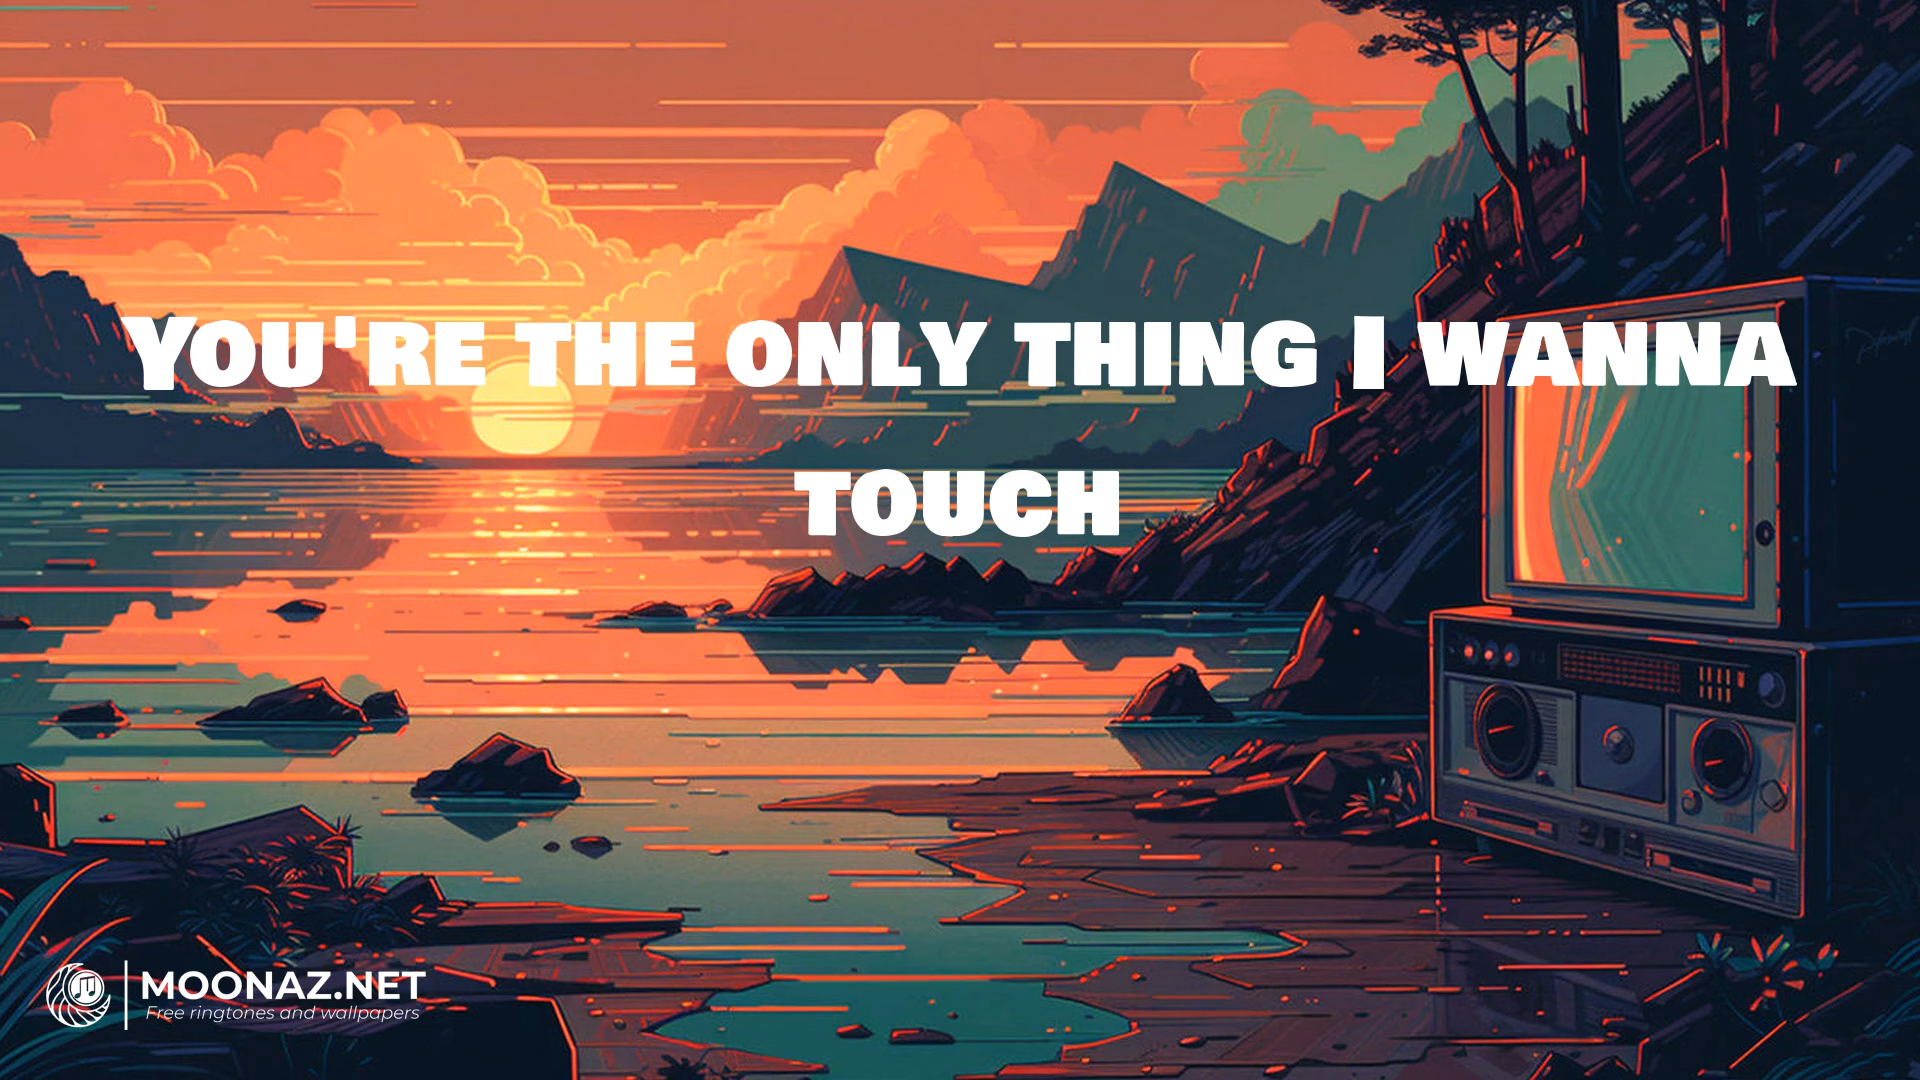 You're the only thing I wanna
touch
MOONAZ.NET
Free ringtones and wallpapers